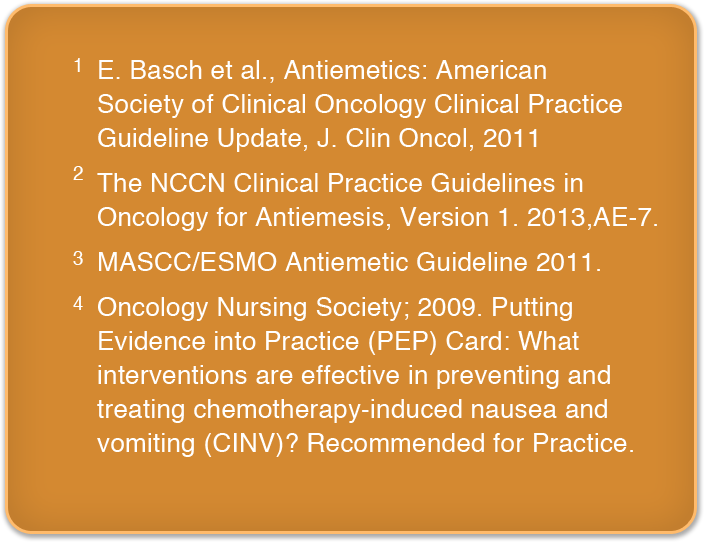 1 E. Basch et al., Antiemetics: American
Society of Clinical Oncology Clinical Practice
Guideline Update, J. Clin Oncol, 2011
2 The NCCN Clinical Practice Guidelines in
Oncology for Antiemesis, Version 1. 2013,AE-7.
3 MASCC/ESMO Antiemetic Guideline 2011.
4 Oncology Nursing Society; 2009. Putting
Evidence into Practice (PEP) Card: What
interventions are effective in preventing and
treating chemotherapy-induced nausea and
vomiting (CINV)? Recommended for Practice.